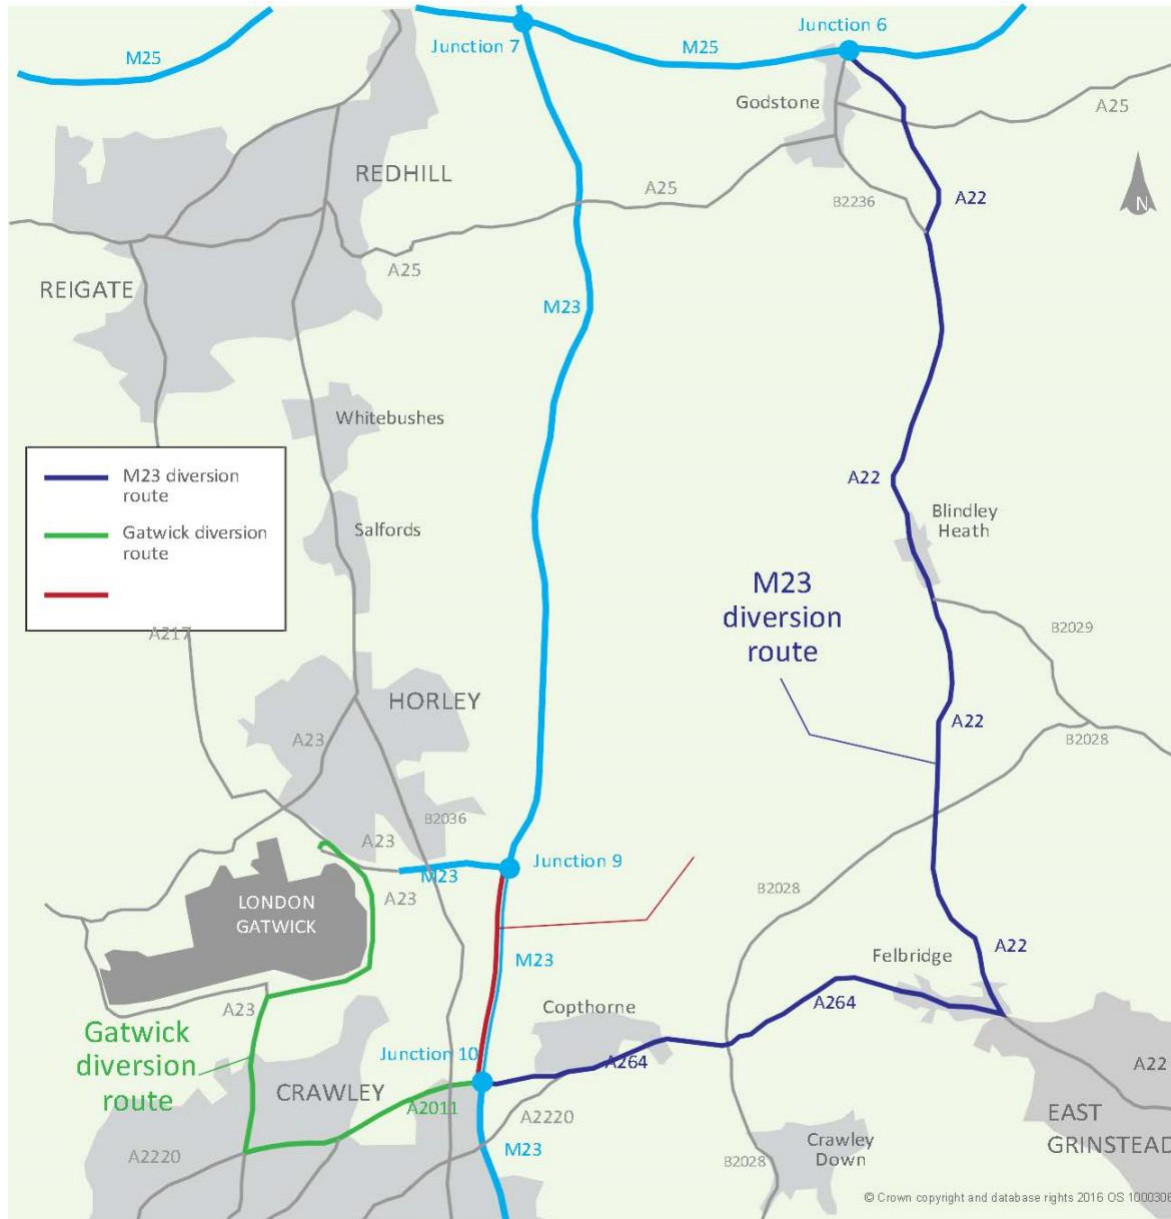 Junction 7
Junction 6
M25
M25
Godstone
A25
REDHILL
A25
B2236
A22
N
A25
REIGATE
M23
Whitebushes
M23 diversion
route
A22
Gatwick diversion
route
Salfords
Blindley
Heath
M23
diversion
route
A217
B2029
HORLEY
A22
A23
B2028
B2036
A23
Junction 9
M23
A23
B2028
LONDON
GATWICK
M23
A22
Felbridge
A23
Copthorne
A264
Gatwick
diversion
route
Junction 10
A264
CRAWLEY
A22
A2011
A2220
EAST
GRINSTEAD
A2220
M23
Crawley
Down
B2028
© Crown copyright and database rights 2016 OS 1000306